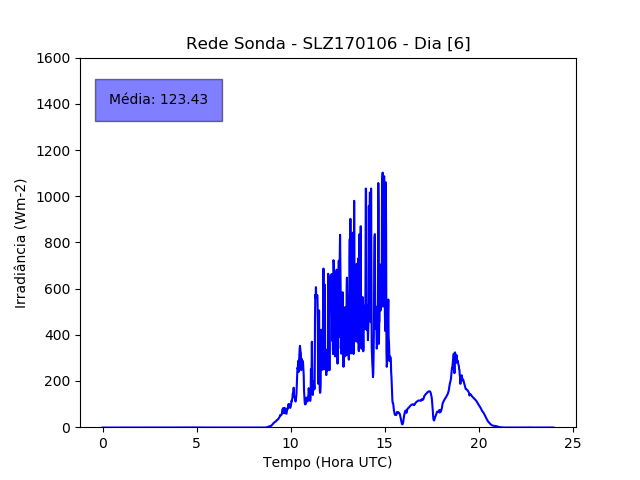 Rede Sonda - SLZ170106 - Dia [6]
1600
1400
1200
1000
800
600
400
200
0
Irradiância (Wm-2)
Média: 123.43
0 5 10 15 20 25
Tempo (Hora UTC)